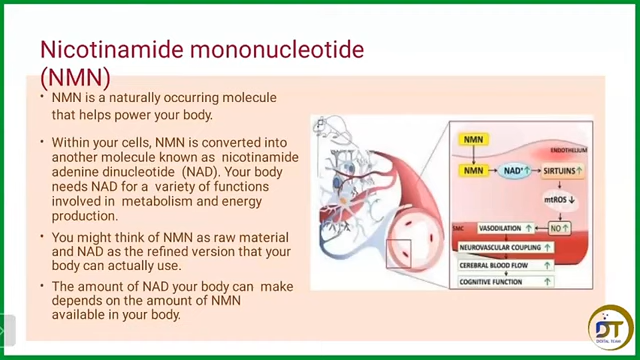 Nicotinamide mononucleotide
(NMN)
• NMN is a naturally occurring molecule
that helps power your body.
• Within your cells, NMN is converted into
another molecule known as nicotinamide
adenine dinucleotide (NAD). Your body
needs NAD for a variety of functions
involved in metabolism and energy
production.
• You might think of NMN as raw material
and NAD as the refined version that your
body can actually use.
• The amount of NAD your body can make
depends on the amount of NMN
available in your body.
NMN
ENDOTHELIUM
NMN → NAD⁺↑ → SIRTUINS↑
mtROS ↓
SMC
VASODILATION ↑
NO ↑
NEUROVASCULAR COUPLING ↑
CEREBRAL BLOOD FLOW ↑
COGNITIVE FUNCTION ↑
DT
DIGITAL TEAM